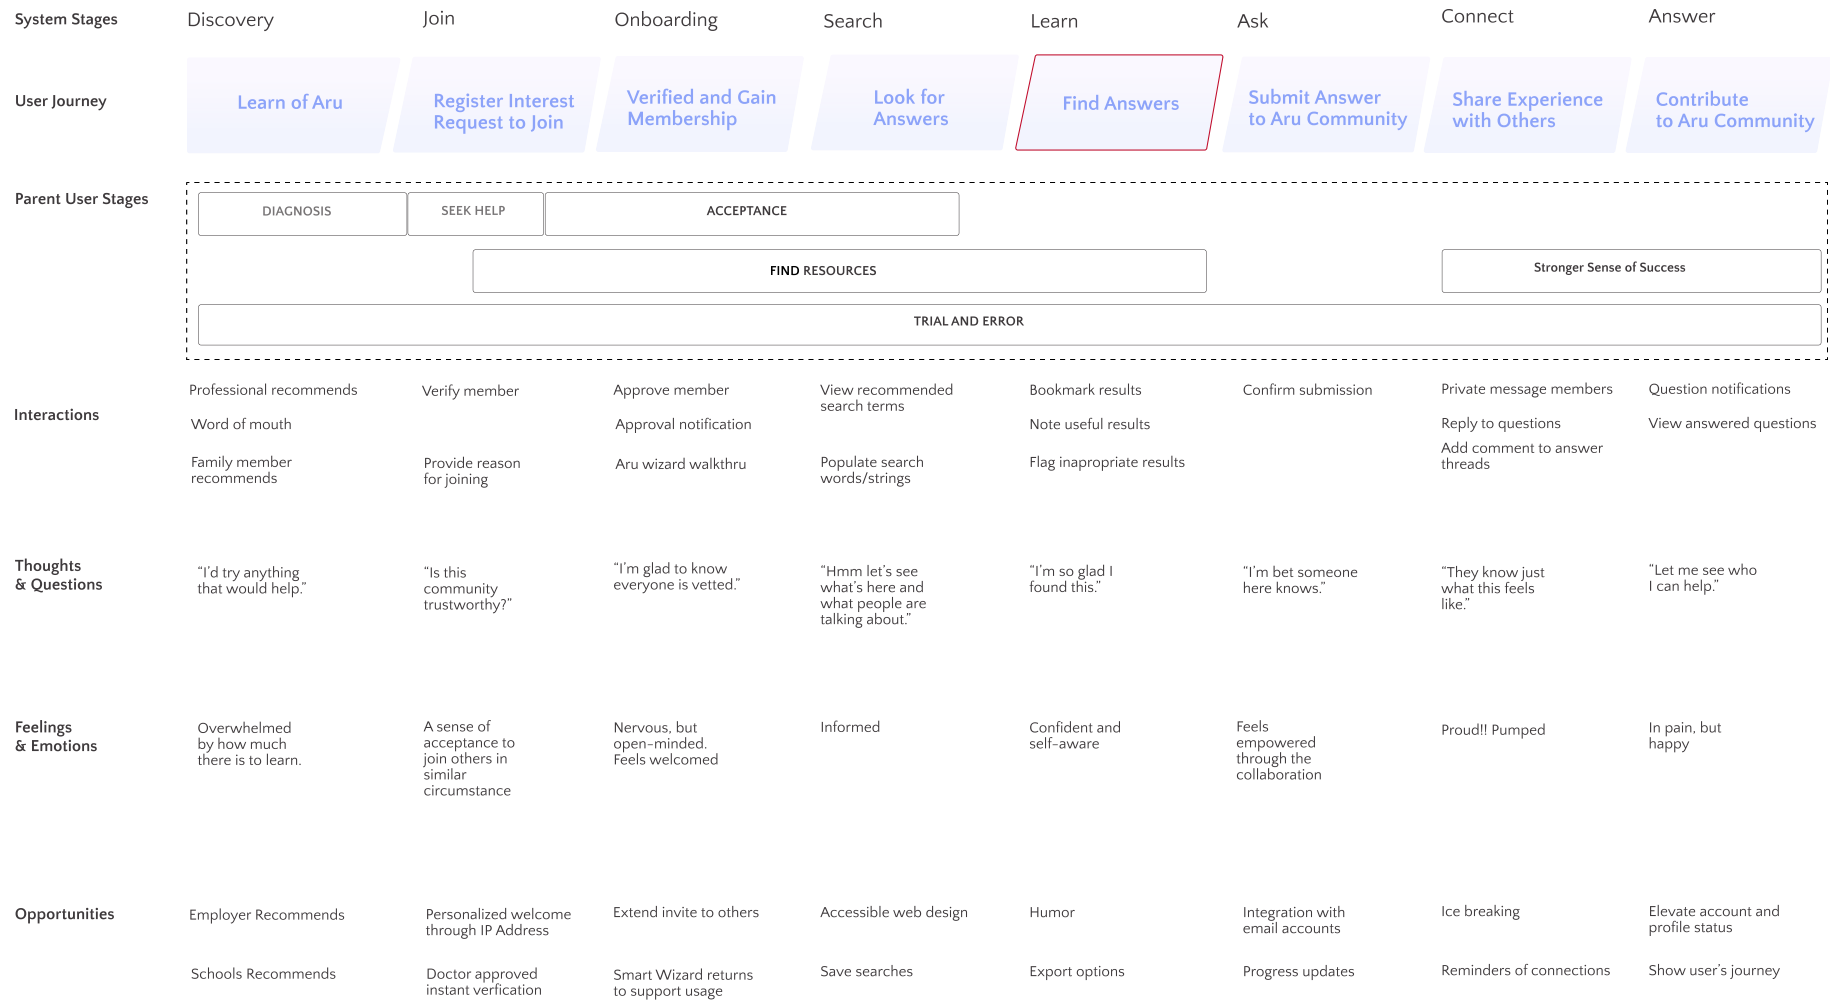 System Stages
Discovery
Join
Onboarding
Search
Learn
Ask
Connect
Answer
User Journey
Learn of Aru
Register Interest
Request to Join
Verified and Gain
Membership
Look for
Answers
Find Answers
Submit Answer
to Aru Community
Share Experience
with Others
Contribute
to Aru Community
Parent User Stages
DIAGNOSIS
SEEK HELP
ACCEPTANCE
FIND RESOURCES
Stronger Sense of Success
TRIAL AND ERROR
Interactions
Professional recommends
Word of mouth
Family member
recommends
Verify member
Provide reason
for joining
Approve member
Approval notification
Aru wizard walkthru
View recommended
search terms
Populate search
words/strings
Bookmark results
Note useful results
Flag inapropriate results
Confirm submission
Private message members
Reply to questions
Add comment to answer
threads
Question notifications
View answered questions
Thoughts
& Questions
“I’d try anything
that would help.”
“Is this
community
trustworthy?”
“I’m glad to know
everyone is vetted.”
“Hmm let’s see
what’s here and
what people are
talking about.”
“I’m so glad I
found this.”
“I’m bet someone
here knows.”
“They know just
what this feels
like.”
“Let me see who
I can help.”
Feelings
& Emotions
Overwhelmed
by how much
there is to learn.
A sense of
acceptance to
join others in
similar
circumstance
Nervous, but
open-minded.
Feels welcomed
Informed
Confident and
self-aware
Feels
empowered
through the
collaboration
Proud!! Pumped
In pain, but
happy
Opportunities
Employer Recommends
Schools Recommends
Personalized welcome
through IP Address
Doctor approved
instant verfication
Extend invite to others
Smart Wizard returns
to support usage
Accessible web design
Save searches
Humor
Export options
Integration with
email accounts
Progress updates
Ice breaking
Reminders of connections
Elevate account and
profile status
Show user’s journey